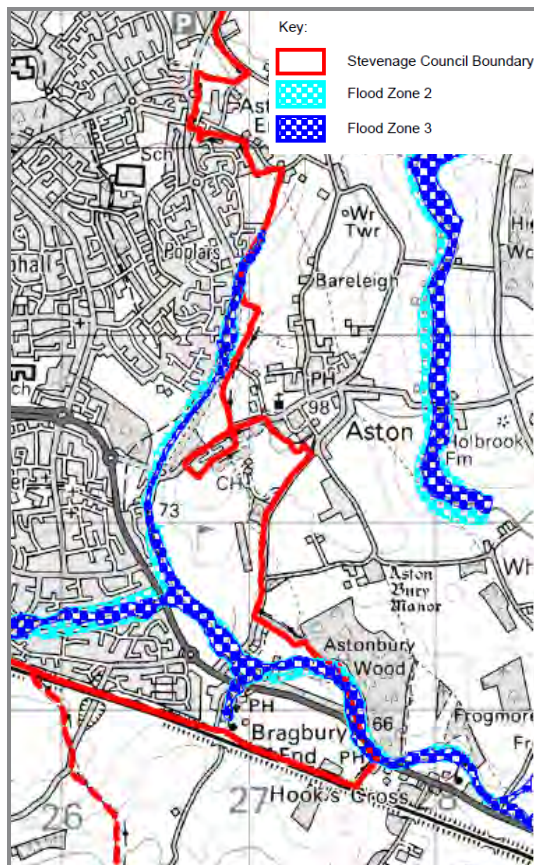 Key:
Stevenage Council Boundary
Flood Zone 2
Flood Zone 3
P
Sch
Wr
Twr
Poplars
Bareleigh
PH
98
Aston
Holbrook
Fm
CH
73
Aston
Bury
Manor
Astonbury
Wood
66
Frogmore
PH
Bragbury
End
PH
Hook's Cross
26
27
28